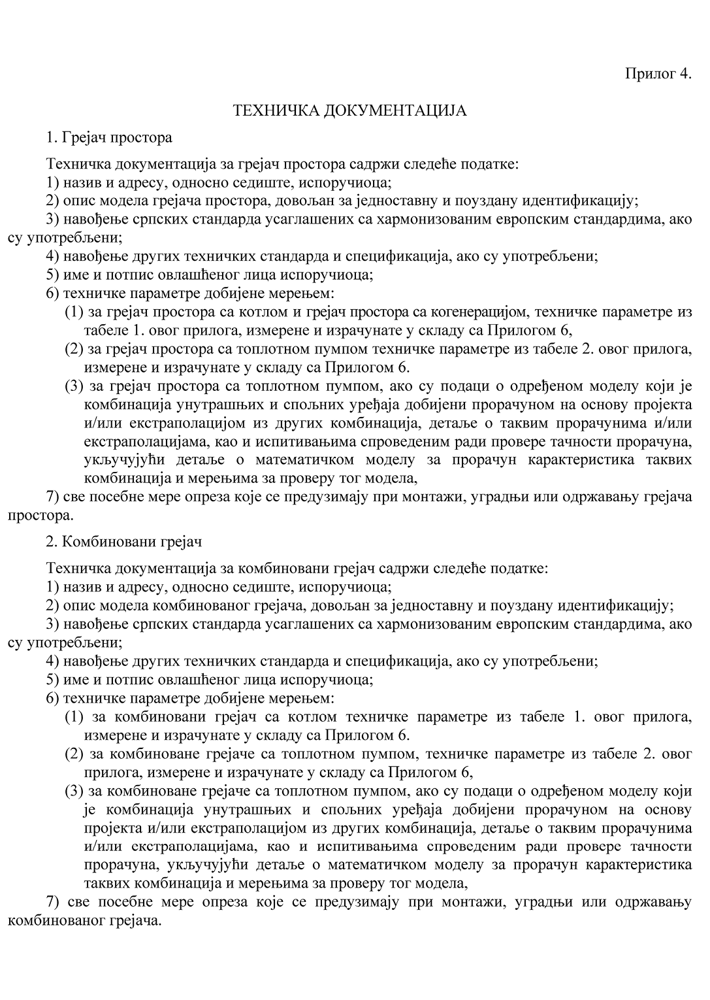 Прилог 4.
ТЕХНИЧКА ДОКУМЕНТАЦИЈА
1. Грејач простора
Техничка документација за грејач простора садржи следеће податке:
1) назив и адресу, односно седиште, испоручиоца;
2) опис модела грејача простора, довољан за једноставну и поуздану идентификацију;
3) навођење српских стандарда усаглашених са хармонизованим европским стандардима, ако
су употребљени;
4) навођење других техничких стандарда и спецификација, ако су употребљени;
5) име и потпис овлашћеног лица испоручиоца;
6) техничке параметре добијене мерењем:
(1) за грејач простора са котлом и грејач простора са когенерацијом, техничке параметре из
табеле 1. овог прилога, измерене и израчунате у складу са Прилогом 6,
(2) за грејач простора са топлотном пумпом техничке параметре из табеле 2. овог прилога,
измерене и израчунате у складу са Прилогом 6.
(3) за грејач простора са топлотном пумпом, ако су подаци о одређеном моделу који је
комбинација унутрашњих и спољних уређаја добијени прорачуном на основу пројекта
и/или екстраполацијом из других комбинација, детаље о таквим прорачунима и/или
екстраполацијама, као и испитивањима спроведеним ради провере тачности прорачуна,
укључујући детаље о математичком моделу за прорачун карактеристика таквих
комбинација и мерењима за проверу тог модела,
7) све посебне мере опреза које се предузимају при монтажи, уградњи или одржавању грејача
простора.
2. Комбиновани грејач
Техничка документација за комбиновани грејач садржи следеће податке:
1) назив и адресу, односно седиште, испоручиоца;
2) опис модела комбинованог грејача, довољан за једноставну и поуздану идентификацију;
3) навођење српских стандарда усаглашених са хармонизованим европским стандардима, ако
су употребљени;
4) навођење других техничких стандарда и спецификација, ако су употребљени;
5) име и потпис овлашћеног лица испоручиоца;
6) техничке параметре добијене мерењем:
(1) за комбиновани грејач са котлом техничке параметре из табеле 1. овог прилога,
измерене и израчунате у складу са Прилогом 6.
(2) за комбиноване грејаче са топлотном пумпом, техничке параметре из табеле 2. овог
прилога, измерене и израчунате у складу са Прилогом 6,
(3) за комбиноване грејаче са топлотном пумпом, ако су подаци о одређеном моделу који
је комбинација унутрашњих и спољних уређаја добијени прорачуном на основу
пројекта и/или екстраполацијом из других комбинација, детаље о таквим прорачунима
и/или екстраполацијама, као и испитивањима спроведеним ради провере тачности
прорачуна, укључујући детаље о математичком моделу за прорачун карактеристика
таквих комбинација и мерењима за проверу тог модела,
7) све посебне мере опреза које се предузимају при монтажи, уградњи или одржавању
комбинованог грејача.